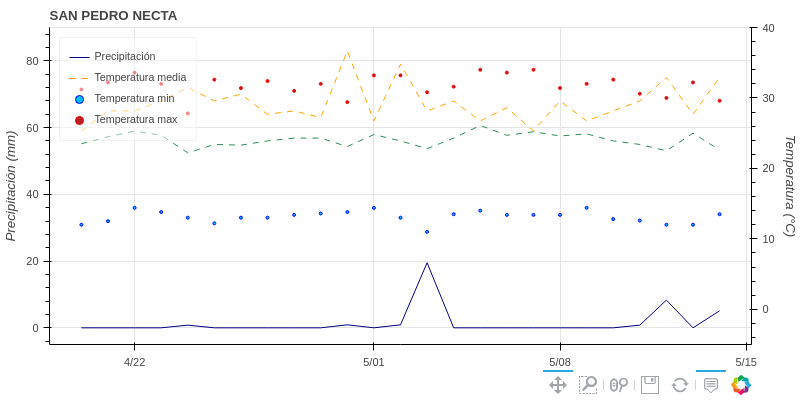 SAN PEDRO NECTA
Precipitación
Temperatura media
Temperatura min
Temperatura max
Precipitación (mm)
80
60
40
20
0
Temperatura (°C)
40
30
20
10
0
4/22
5/01
5/08
5/15